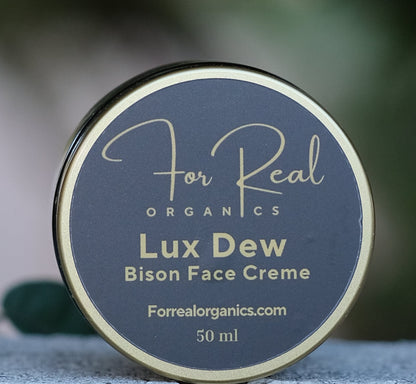 For Real
ORGANICS
Lux Dew
Bison Face Creme
Forrealorganics.com
50 ml